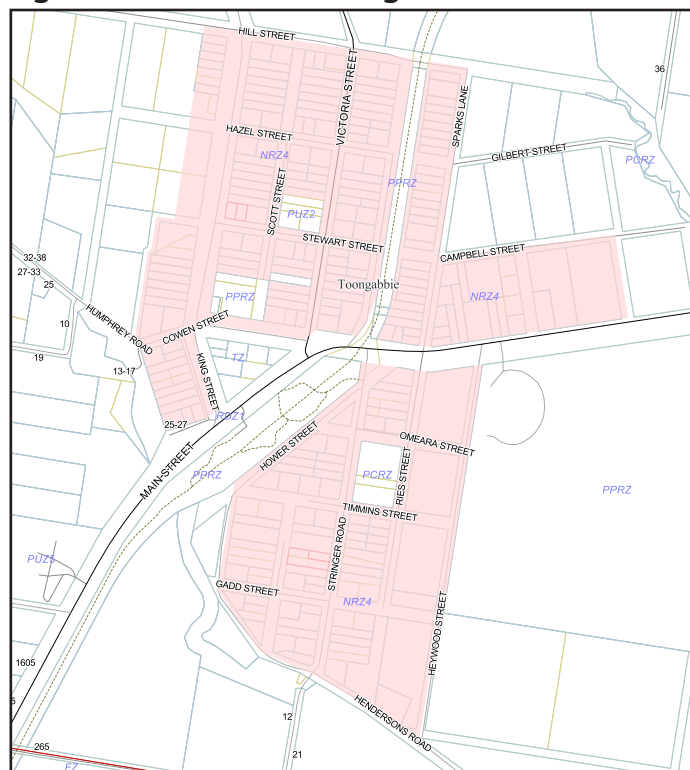 HILL STREET
VICTORIA STREET
36
SPARKS LANE
HAZEL STREET
NRZ4
GILBERT STREET
PCRZ
SCOTT STREET
PPRZ
PUZ2
STEWART STREET
CAMPBELL STREET
32-38
27-33
25
Toongabbie
NRZ4
PPRZ
HUMPHREY ROAD
10
COWEN STREET
19
TZ
13-17
KING STREET
RDZ1
25-27
OMEARA STREET
HOWER STREET
MAIN STREET
PPRZ
PCRZ
RIES STREET
PPRZ
TIMMINS STREET
PUZ5
STRINGER ROAD
GADD STREET
NRZ4
HEYWOOD STREET
1605
12
HENDERSONS ROAD
265
21